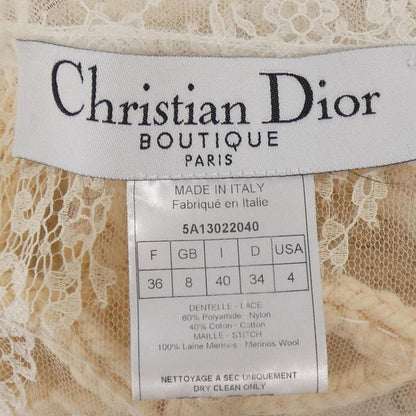 Christian Dior
BOUTIQUE
PARIS
MADE IN ITALY
Fabriqué en Italie
5A13022040
F GB I D USA
36 8 40 34 4
DENTELLE - LACE
60% Polyamide - Nylon
40% Coton - Cotton
MAILLE - STITCH
100% Laine Merinos - Mérinos Wool
NETTOYAGE A SEC UNIQUEMENT
DRY CLEAN ONLY